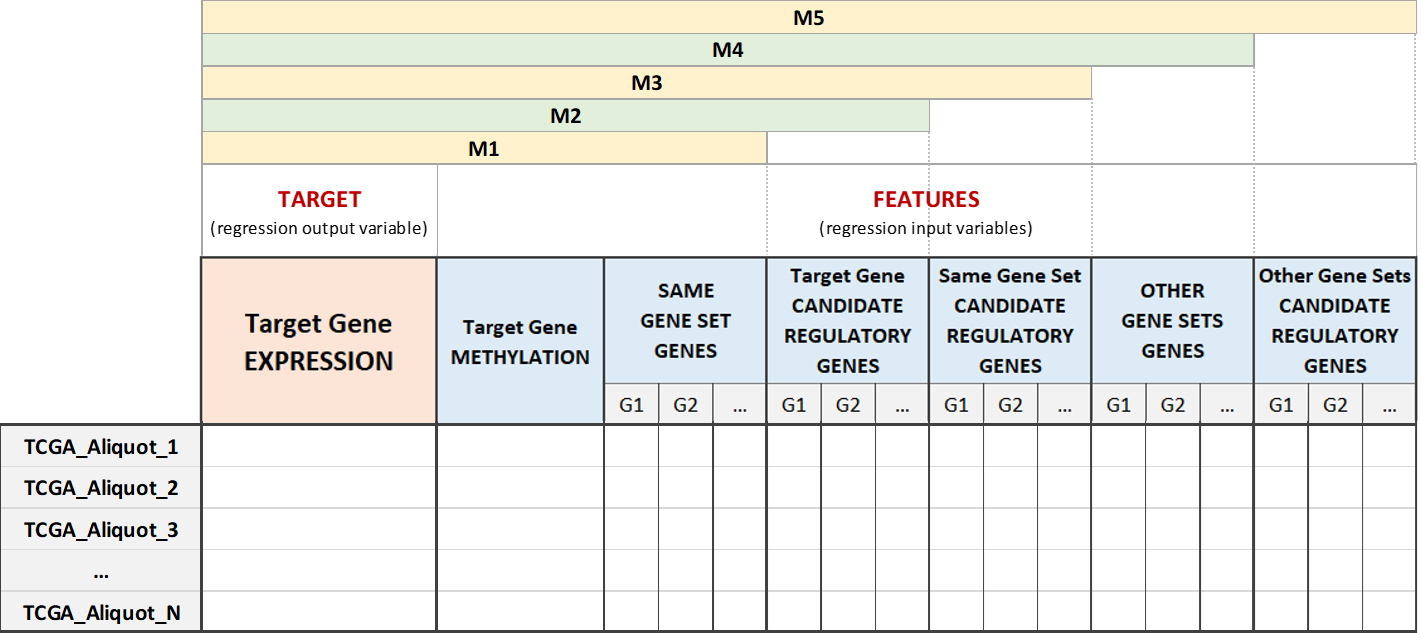 M5
M4
M3
M2
M1
TARGET
(regression output variable)
FEATURES
(regression input variables)
Target Gene
EXPRESSION
Target Gene
METHYLATION
SAME
GENE SET
GENES
Target Gene
CANDIDATE
REGULATORY
GENES
Same Gene Set
CANDIDATE
REGULATORY
GENES
OTHER
GENE SETS
GENES
Other Gene Sets
CANDIDATE
REGULATORY
GENES
G1 G2 ... G1 G2 ... G1 G2 ... G1 G2 ... G1 G2 ...
TCGA_Aliquot_1
TCGA_Aliquot_2
TCGA_Aliquot_3
...
TCGA_Aliquot_N